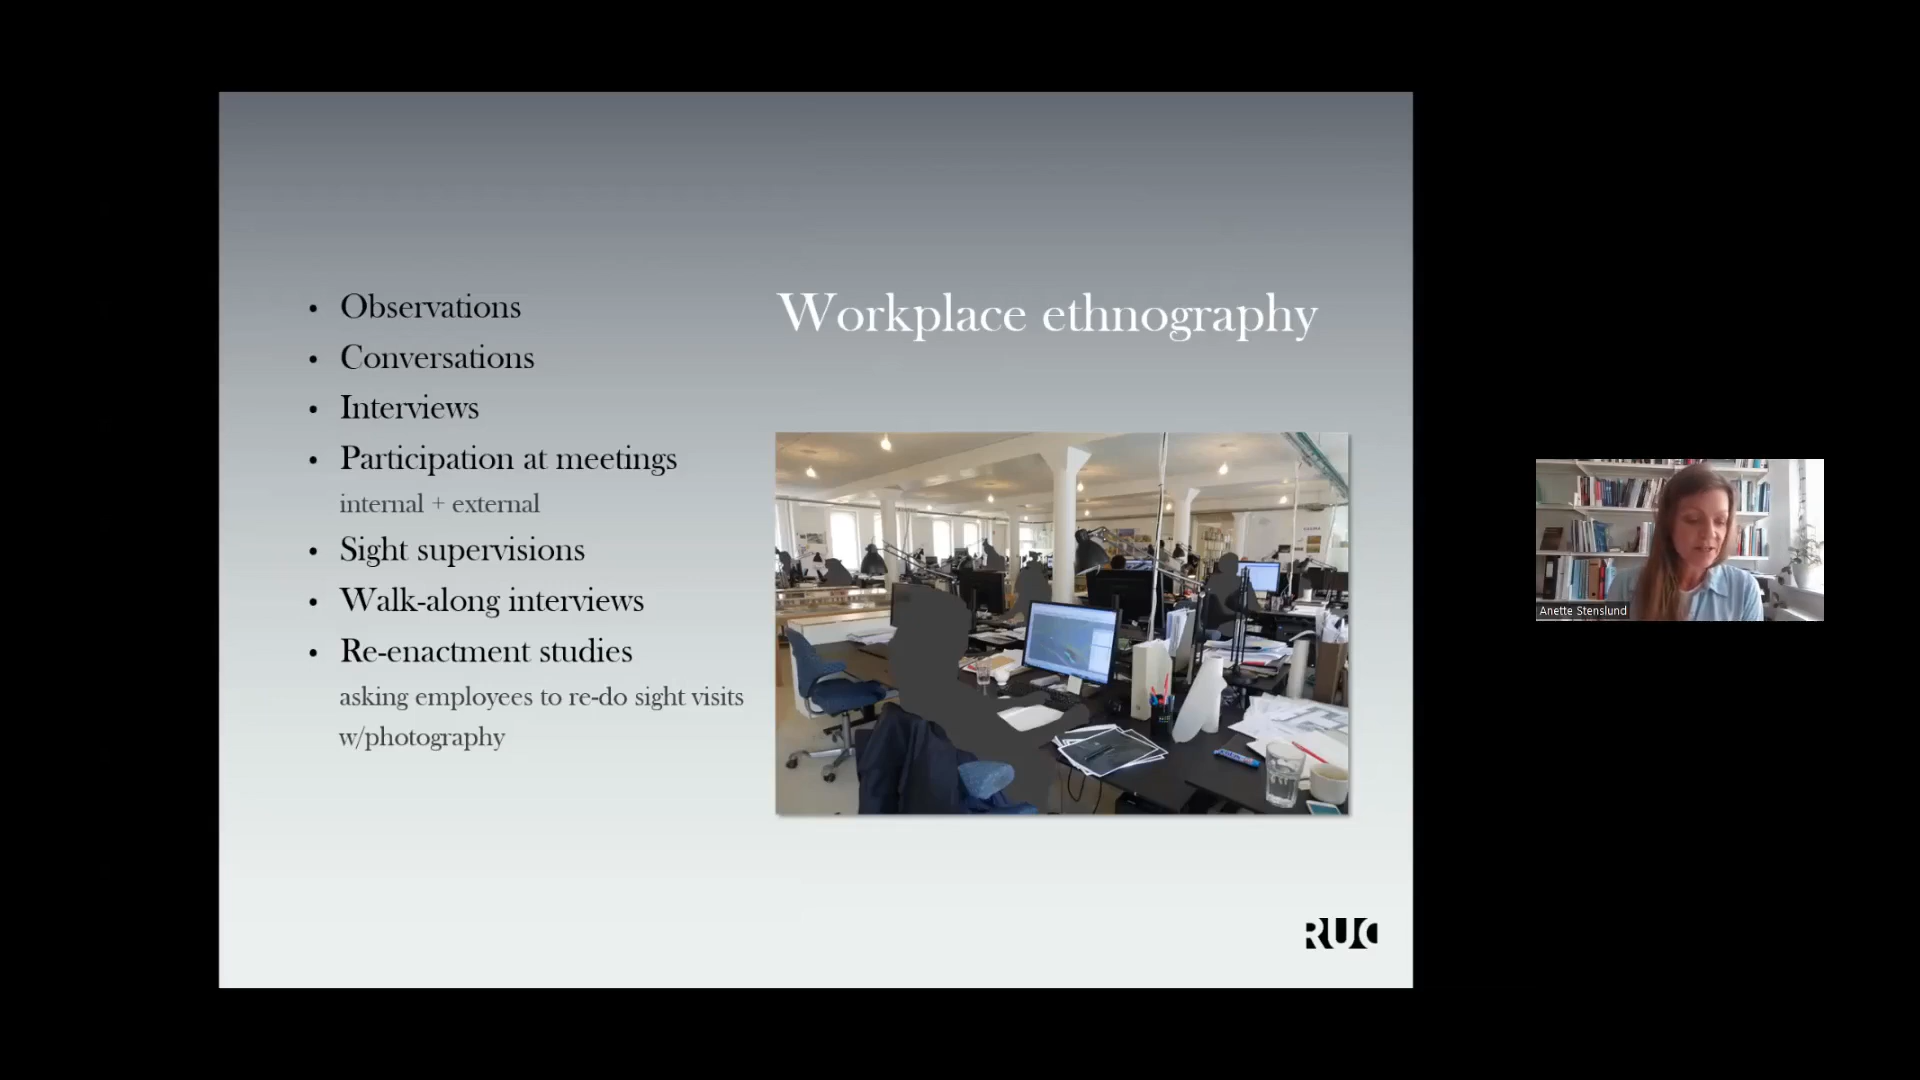 Workplace ethnography
• Observations
• Conversations
• Interviews
• Participation at meetings
internal + external
• Sight supervisions
• Walk-along interviews
• Re-enactment studies
asking employees to re-do sight visits
w/photography
RUC
Anette Stenslund